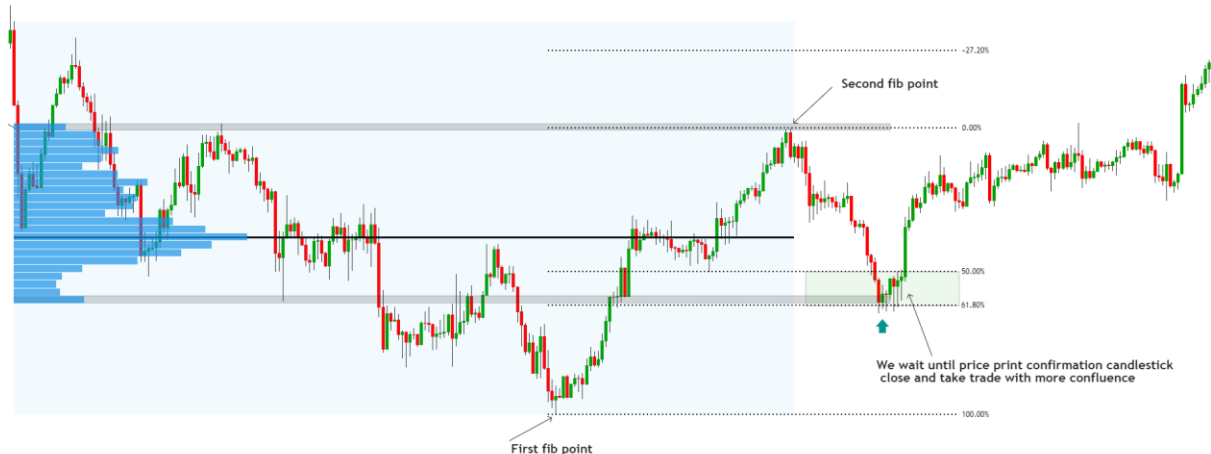 -27.20%
Second fib point
0.00%
50.00%
61.80%
We wait until price print confirmation candlestick
close and take trade with more confluence
100.00%
First fib point